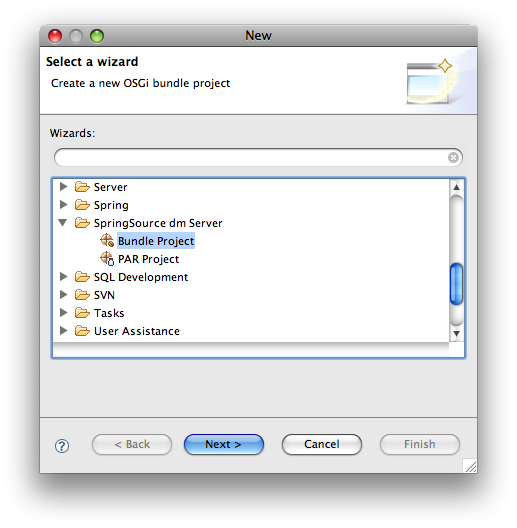 New
Select a wizard
Create a new OSGi bundle project
Wizards:
Server
Spring
SpringSource dm Server
Bundle Project
PAR Project
SQL Development
SVN
Tasks
User Assistance
? < Back Next > Cancel Finish